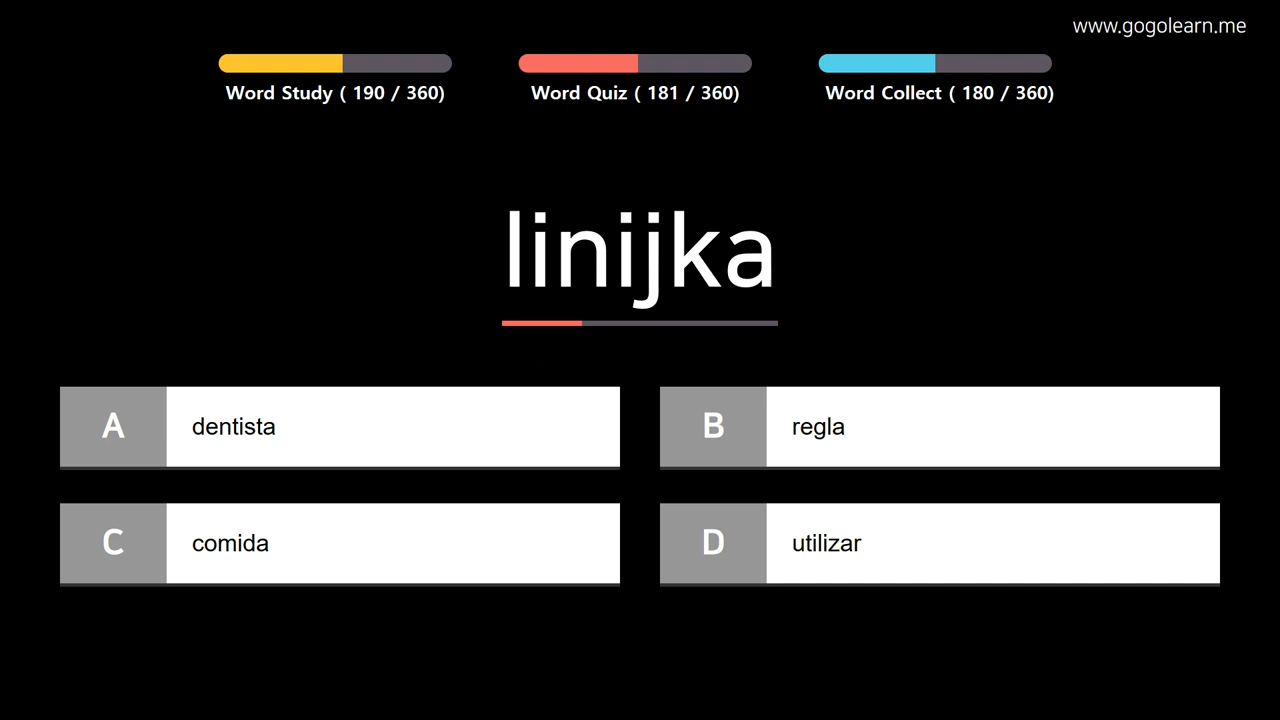 www.gogolearn.me
Word Study ( 190 / 360)
Word Quiz ( 181 / 360)
Word Collect ( 180 / 360)
linijka
A dentista
B regla
C comida
D utilizar